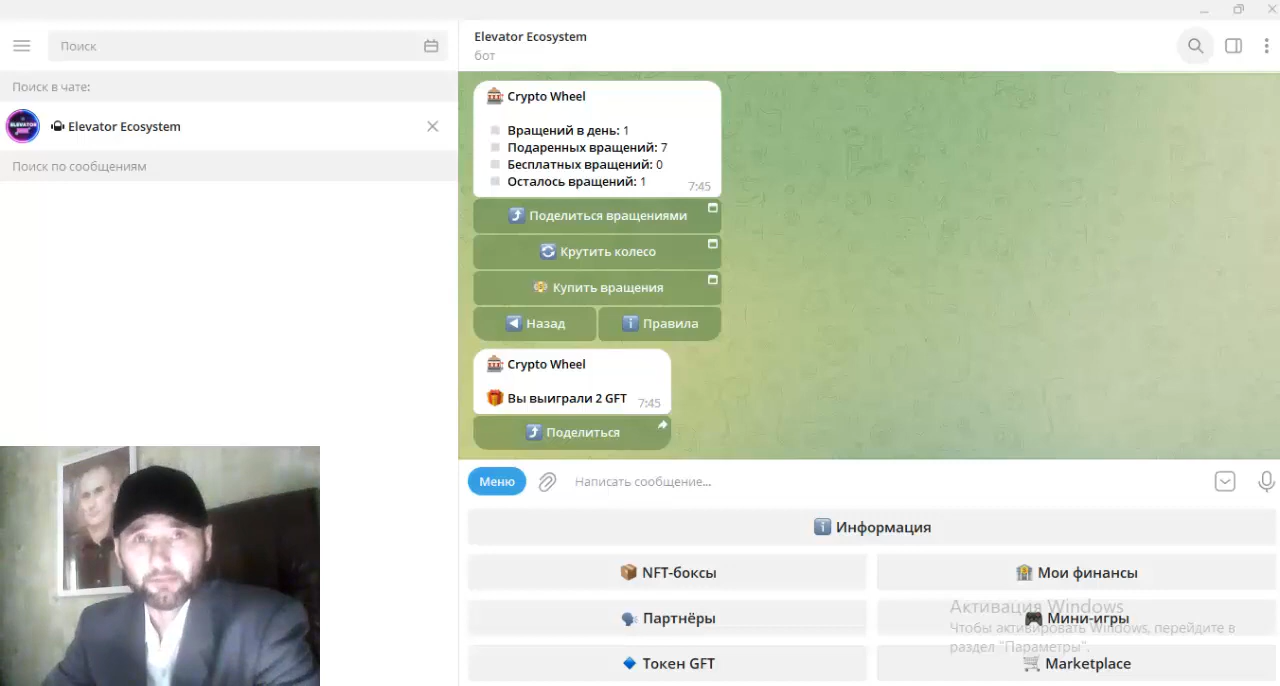 Поиск
Поиск в чате:
Elevator Ecosystem
Поиск по сообщениям
Elevator Ecosystem
бот
Crypto Wheel
Вращений в день: 1
Подаренных вращений: 7
Бесплатных вращений: 0
Осталось вращений: 1
7:45
Поделиться вращениями
Крутить колесо
Купить вращения
Назад
Правила
Crypto Wheel
Вы выиграли 2 GFT
7:45
Поделиться
Меню
Написать сообщение...
Информация
NFT-боксы
Мои финансы
Партнёры
Мини-игры
Токен GFT
Marketplace
Активация Windows
Чтобы активировать Windows, перейдите в
раздел "Параметры".